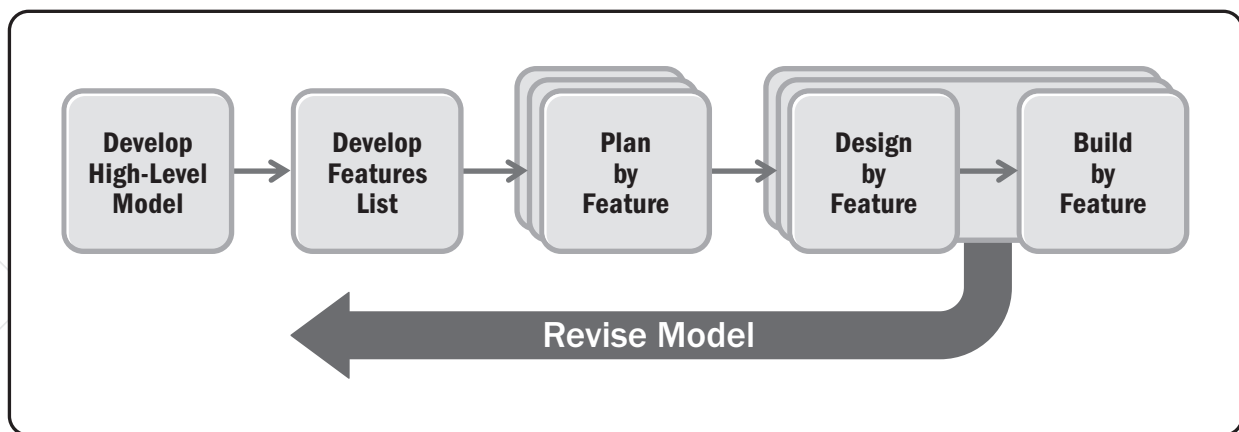 Develop
High-Level
Model
Develop
Features
List
Plan
by
Feature
Design
by
Feature
Build
by
Feature
Revise Model